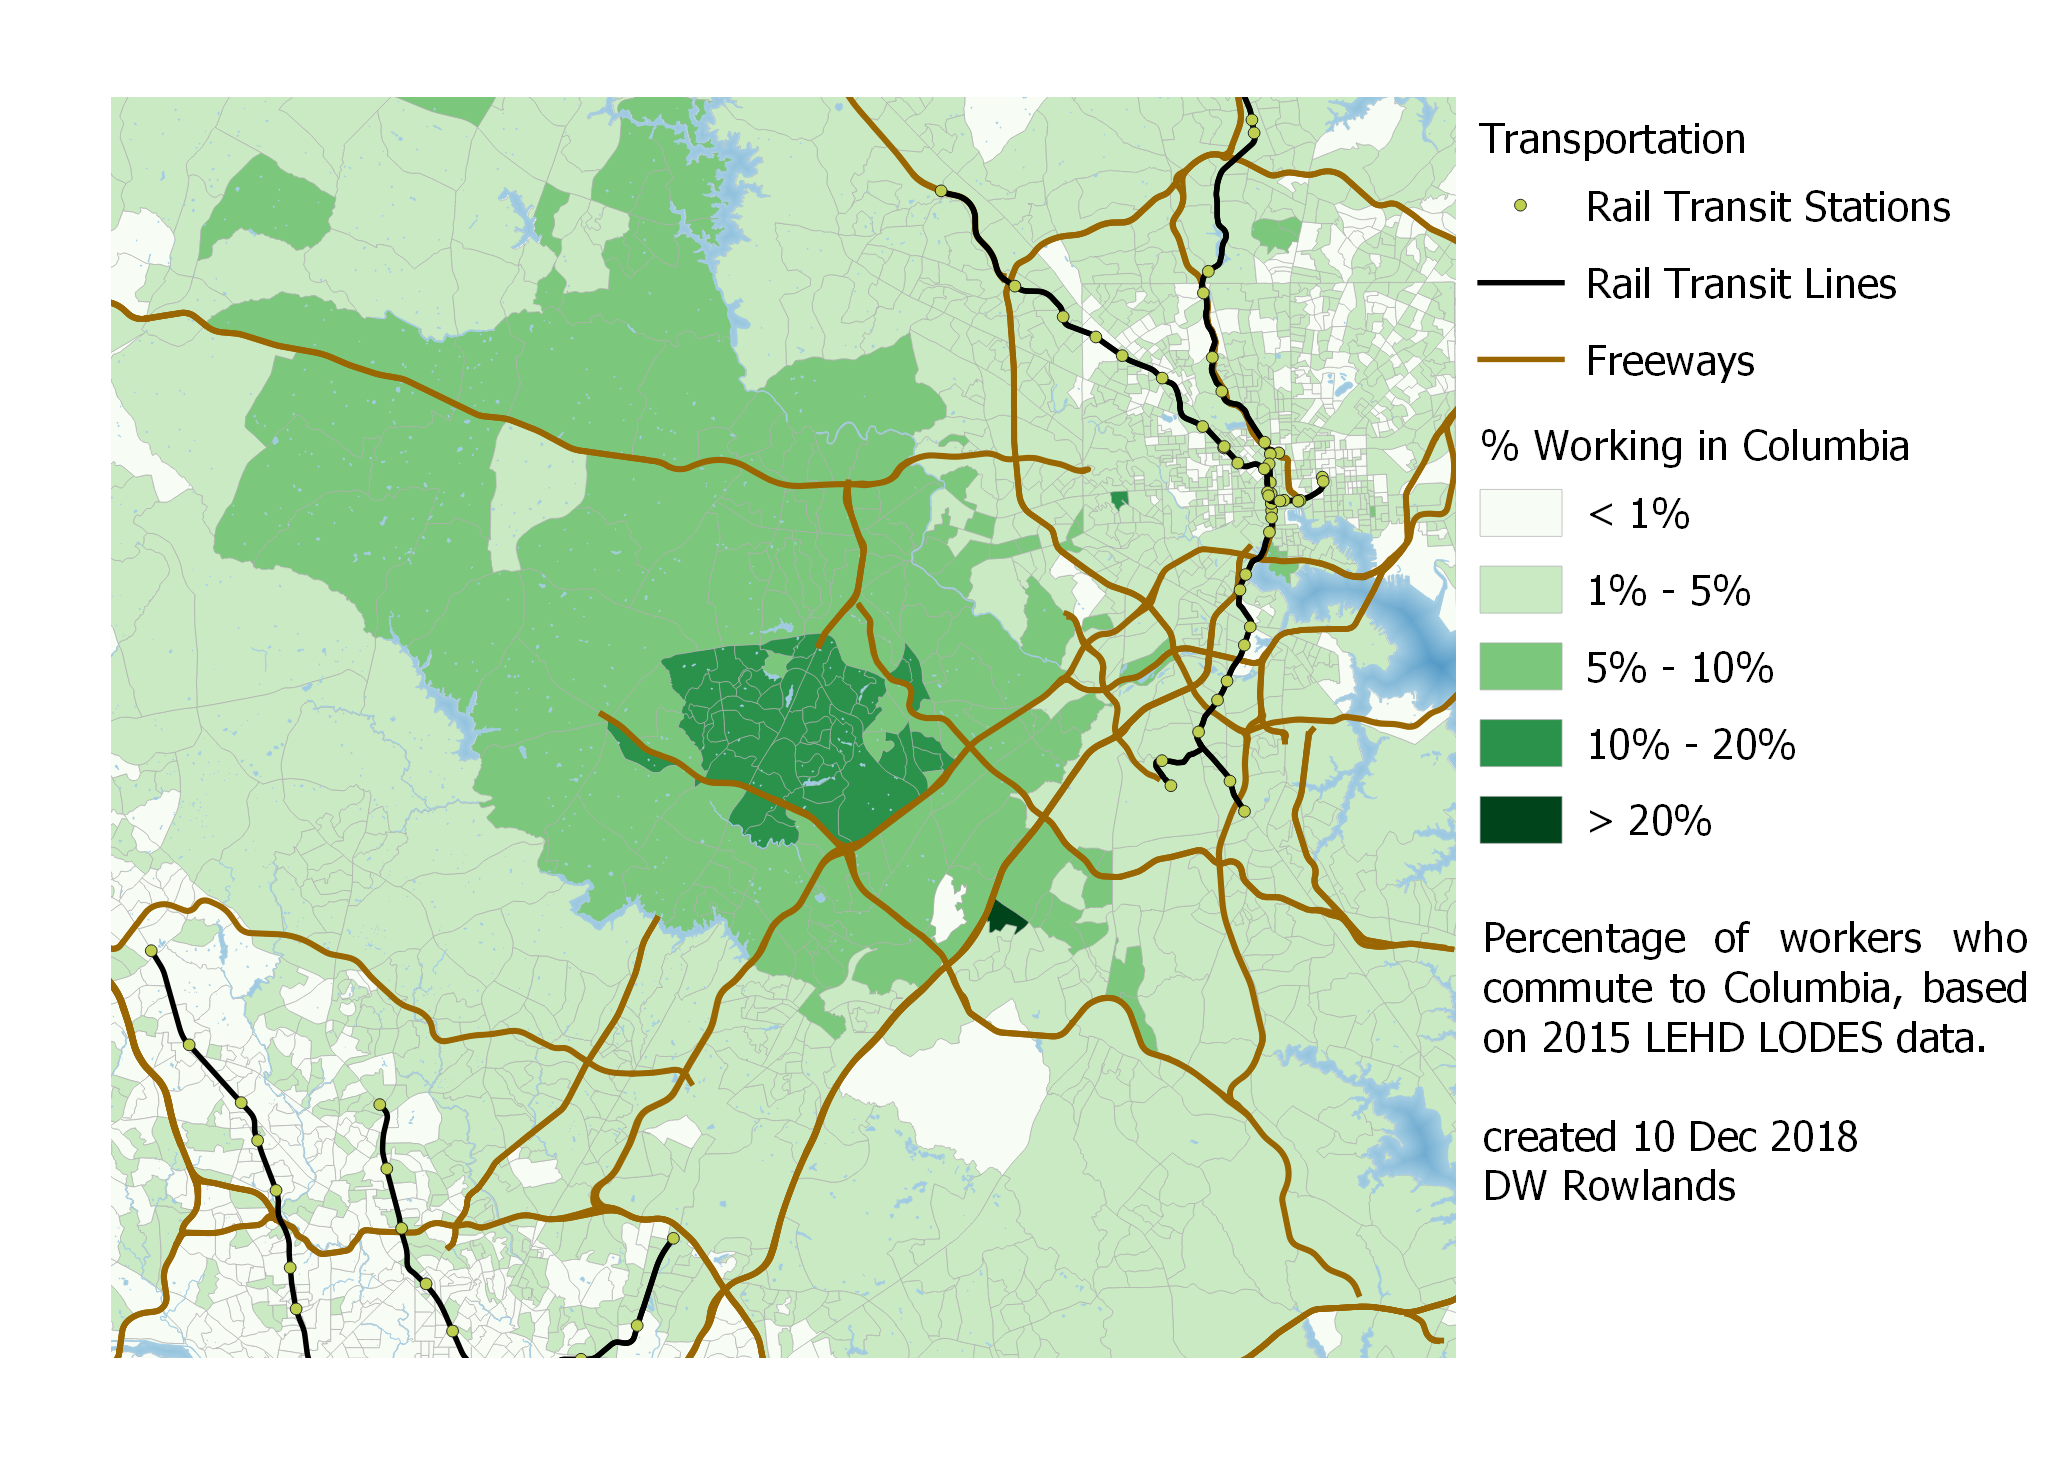 Transportation
Rail Transit Stations
Rail Transit Lines
Freeways
% Working in Columbia
< 1%
1% - 5%
5% - 10%
10% - 20%
> 20%
Percentage of workers who
commute to Columbia, based
on 2015 LEHD LODES data.
created 10 Dec 2018
DW Rowlands